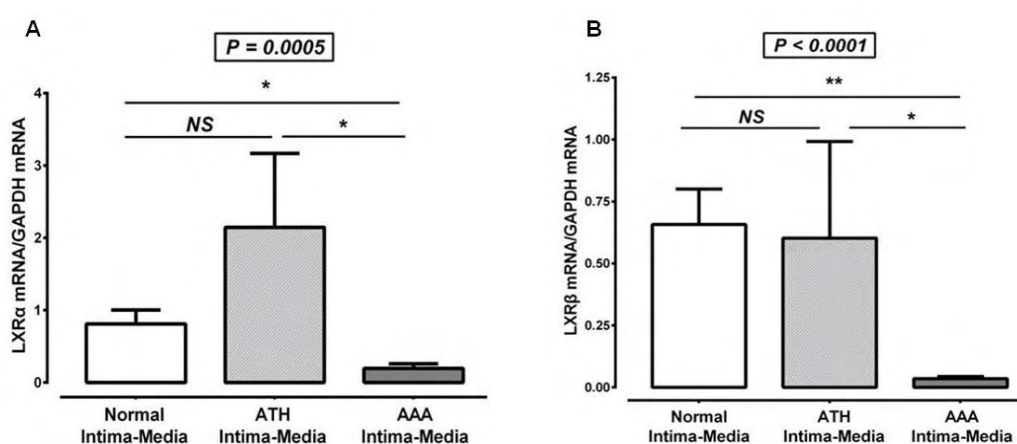 A
P = 0.0005
*
NS
*
LXRα mRNA/GAPDH mRNA
4
3
2
1
0
Normal
Intima-Media
ATH
Intima-Media
AAA
Intima-Media
B
P < 0.0001
**
NS
*
LXRβ mRNA/GAPDH mRNA
1.25
1.00
0.75
0.50
0.25
0.00
Normal
Intima-Media
ATH
Intima-Media
AAA
Intima-Media